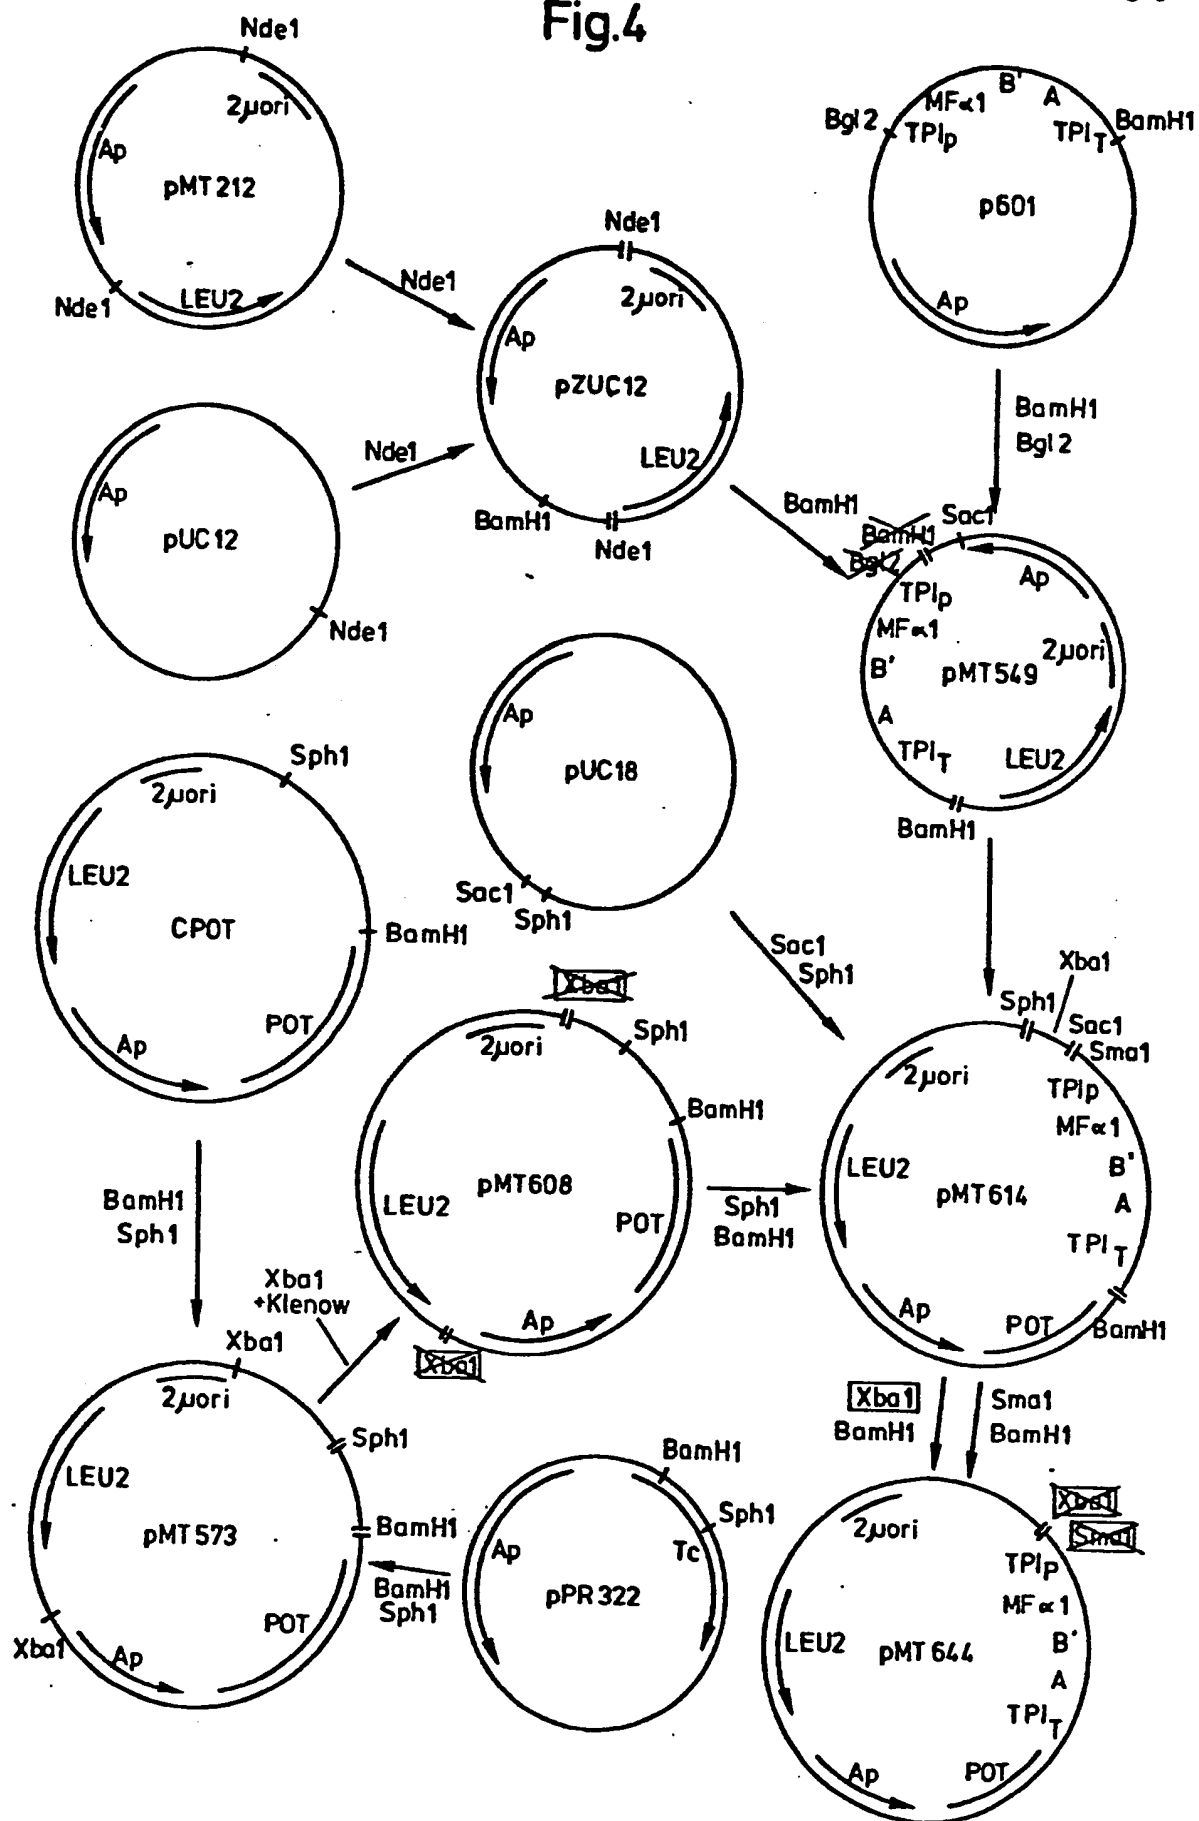 Fig.4
Nde1
2µori
Ap
pMT212
Nde1
LEU2
Bgl2
MFα1
B'
A
BamH1
TPIP
TPIT
p601
Ap
Nde1
Nde1
Nde1
2µori
Ap
pZUC12
LEU2
BamH1
Nde1
Ap
pUC12
Nde1
BamH1
Bgl2
BamH1
BamH1
Sac1
Bgl2
Ap
TPIP
MFα1
2µori
B'
pMT549
A
TPIT
LEU2
BamH1
Ap
pUC18
Sac1
Sph1
Sph1
2µori
LEU2
CPOT
BamH1
POT
Ap
Sac1
Sph1
Xba1
Sph1
Sac1
Sma1
2µori
TPIP
MFα1
LEU2
B'
pMT614
A
TPIT
Ap
POT
BamH1
Xba1
Sph1
2µori
BamH1
pMT608
LEU2
POT
Ap
Xba1
Sph1
BamH1
BamH1
Sph1
Xba1
+Klenow
Xba1
2µori
Sph1
LEU2
BamH1
pMT573
POT
Xba1
Ap
BamH1
Sph1
BamH1
Sph1
Ap
Tc
pPR322
Xba1
BamH1
Sma1
BamH1
Xba1
2µori
Sma1
TPIP
MFα1
LEU2
pMT644
B'
A
TPIT
Ap
POT